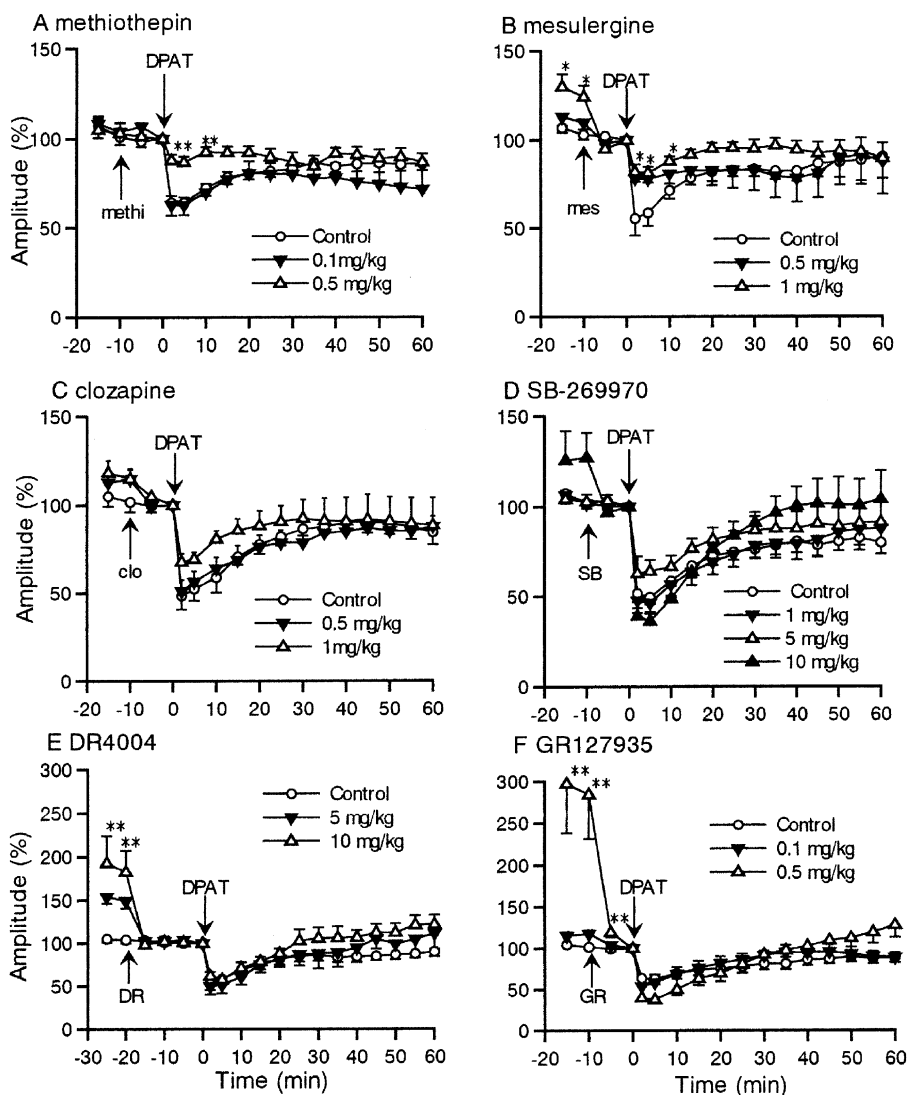 A methiothepin
150
100
50
0
Amplitude (%)
DPAT
**
**
methi
Control
0.1mg/kg
0.5 mg/kg
-20 -10 0 10 20 30 40 50 60
B mesulergine
150
100
50
0
*
*
DPAT
*
*
*
mes
Control
0.5 mg/kg
1 mg/kg
-20 -10 0 10 20 30 40 50 60
C clozapine
150
100
50
0
Amplitude (%)
DPAT
clo
Control
0.5 mg/kg
1mg/kg
-20 -10 0 10 20 30 40 50 60
D SB-269970
150
100
50
0
DPAT
SB
Control
1 mg/kg
5 mg/kg
10 mg/kg
-20 -10 0 10 20 30 40 50 60
E DR4004
300
250
200
150
100
50
0
Amplitude (%)
**
**
DPAT
DR
Control
5 mg/kg
10 mg/kg
-30 -20 -10 0 10 20 30 40 50 60
Time (min)
F GR127935
300
250
200
150
100
50
0
**
**
**
DPAT
GR
Control
0.1 mg/kg
0.5 mg/kg
-20 -10 0 10 20 30 40 50 60
Time (min)